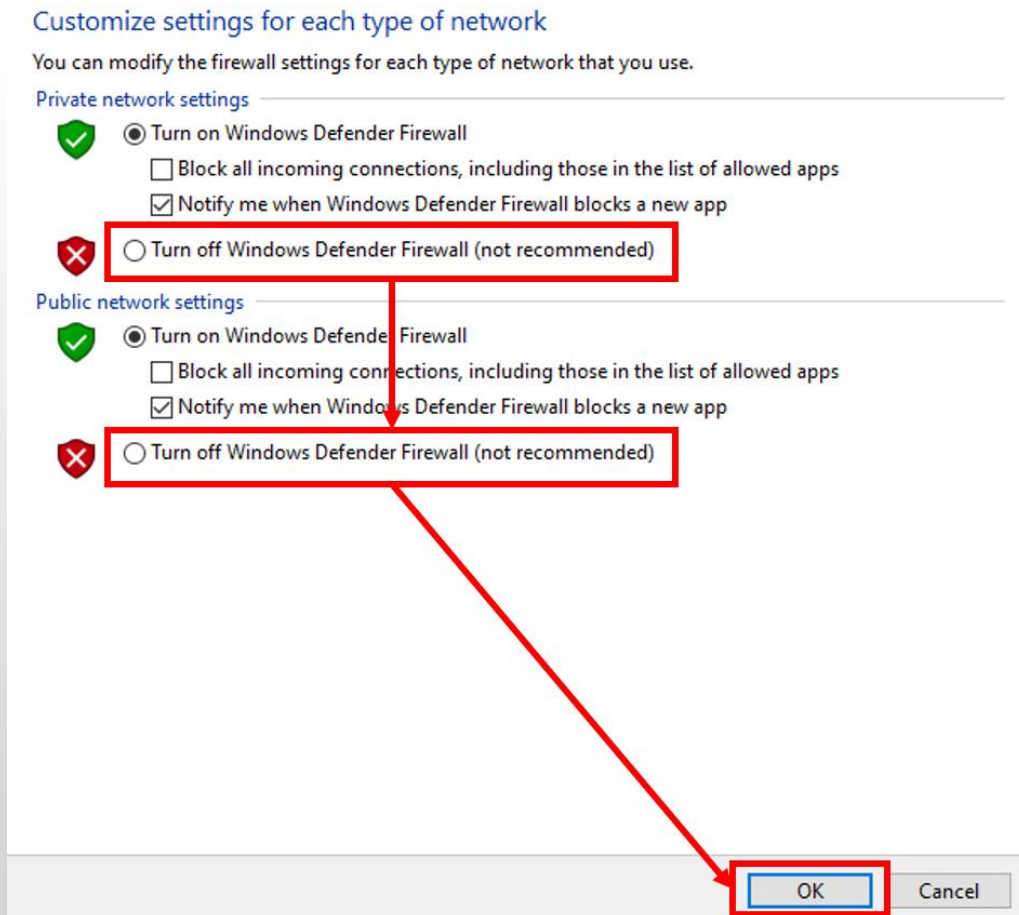 Customize settings for each type of network
You can modify the firewall settings for each type of network that you use.
Private network settings
Turn on Windows Defender Firewall
Block all incoming connections, including those in the list of allowed apps
Notify me when Windows Defender Firewall blocks a new app
Turn off Windows Defender Firewall (not recommended)
Public network settings
Turn on Windows Defender Firewall
Block all incoming connections, including those in the list of allowed apps
Notify me when Windows Defender Firewall blocks a new app
Turn off Windows Defender Firewall (not recommended)
OK Cancel